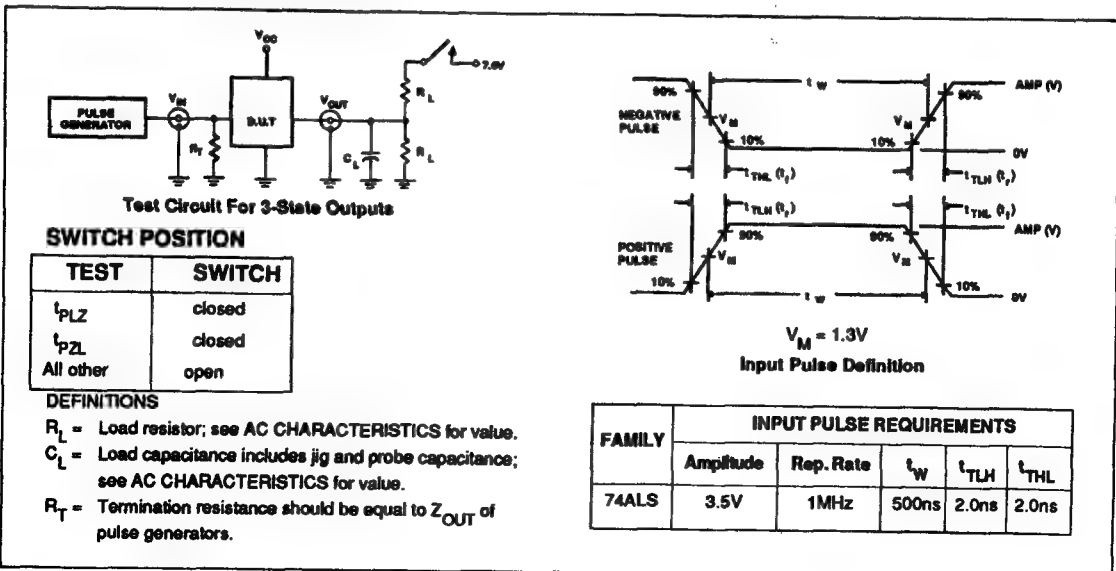 VCC
7.0V
RL
PULSE GENERATOR
VIN
D.U.T
VOUT
RT
CL
RL
Test Circuit For 3-State Outputs
SWITCH POSITION
TEST SWITCH
tPLZ closed
tPZL closed
All other open
DEFINITIONS
RL = Load resistor; see AC CHARACTERISTICS for value.
CL = Load capacitance includes jig and probe capacitance;
see AC CHARACTERISTICS for value.
RT = Termination resistance should be equal to ZOUT of
pulse generators.
tW
AMP (V)
90% 90%
NEGATIVE
PULSE
VM VM
10% 10%
0V
tTHL (tf) tTLH (tr)
tTLH (tr) tTHL (tf)
AMP (V)
90% 90%
POSITIVE
PULSE
VM VM
10% 10%
tW
0V
VM = 1.3V
Input Pulse Definition
FAMILY INPUT PULSE REQUIREMENTS
Amplitude Rep. Rate tW tTLH tTHL
74ALS 3.5V 1MHz 500ns 2.0ns 2.0ns